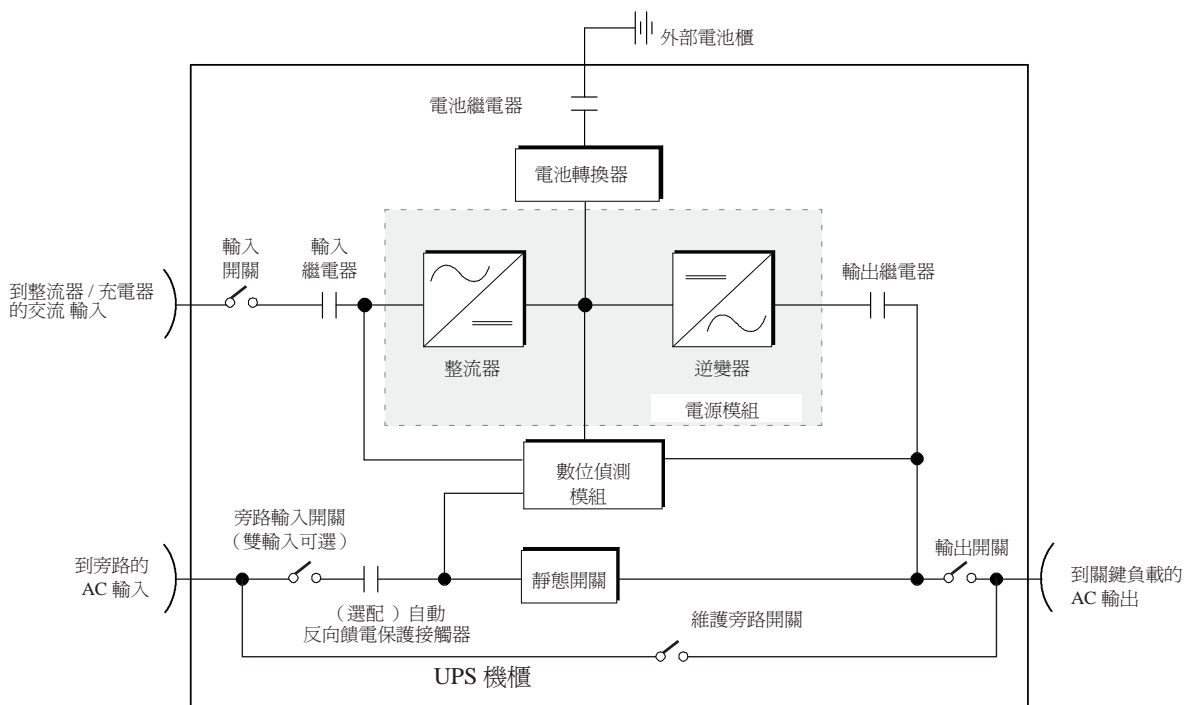 外部電池櫃
電池繼電器
電池轉換器
輸入
開關
輸入
繼電器
輸出繼電器
到整流器 / 充電器
的交流 輸入
整流器
逆變器
電源模組
數位偵測
模組
旁路輸入開關
（雙輸入可選）
輸出開關
到旁路的
AC 輸入
靜態開關
到關鍵負載的
AC 輸出
（選配 ）自動
反向饋電保護接觸器
維護旁路開關
UPS 機櫃